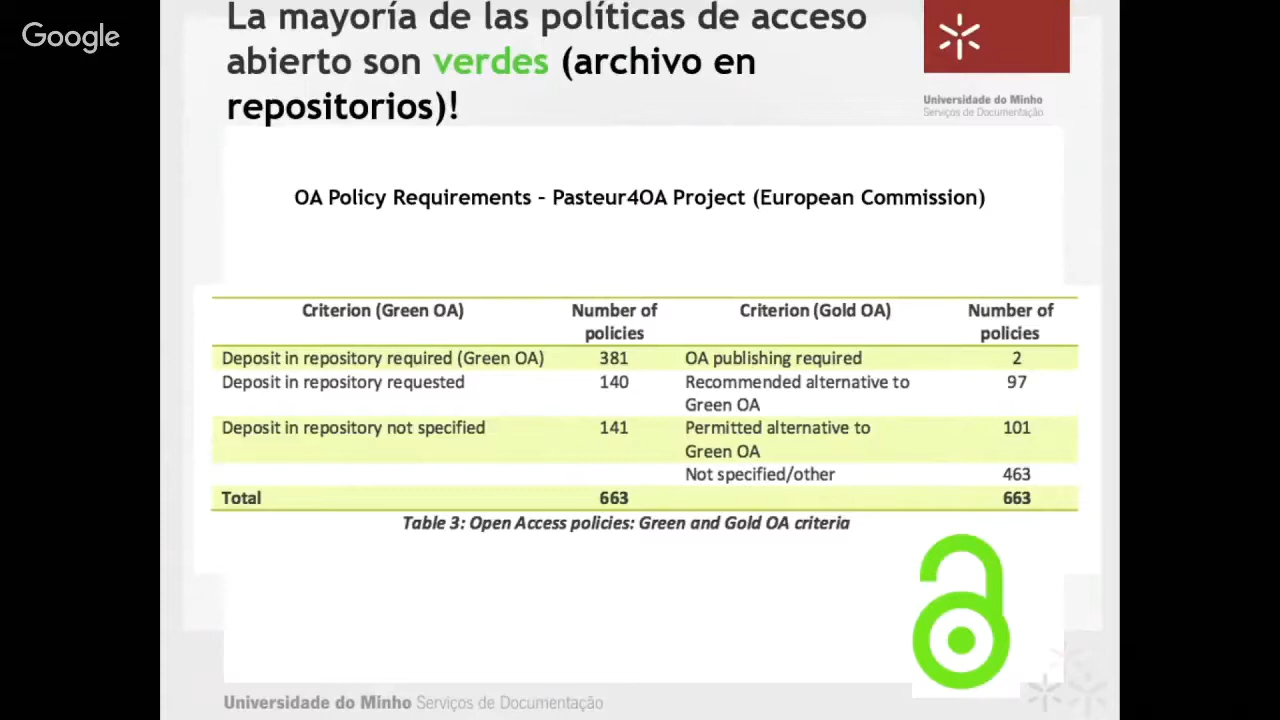 Google
La mayoría de las políticas de acceso
abierto son verdes (archivo en
repositorios)!
Universidade do Minho
Serviços de Documentação
OA Policy Requirements – Pasteur4OA Project (European Commission)
Criterion (Green OA) Number of policies Criterion (Gold OA) Number of policies
Deposit in repository required (Green OA) 381 OA publishing required 2
Deposit in repository requested 140 Recommended alternative to Green OA 97
Deposit in repository not specified 141 Permitted alternative to Green OA 101
Not specified/other 463
Total 663 663
Table 3: Open Access policies: Green and Gold OA criteria
Universidade do Minho Serviços de Documentação